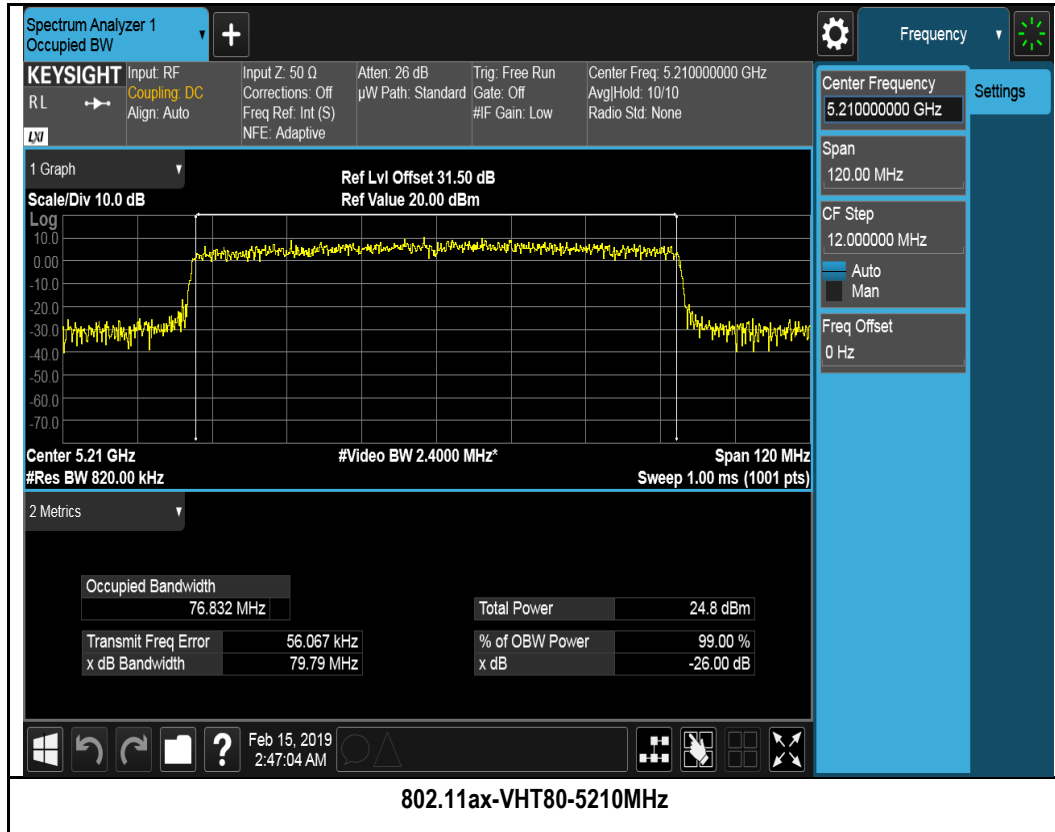 Spectrum Analyzer 1
Occupied BW
+
Frequency
KEYSIGHT
RL
LXI
Input: RF
Coupling: DC
Align: Auto
Input Z: 50 Ω
Corrections: Off
Freq Ref: Int (S)
NFE: Adaptive
Atten: 26 dB
µW Path: Standard
Trig: Free Run
Gate: Off
#IF Gain: Low
Center Freq: 5.210000000 GHz
Avg|Hold: 10/10
Radio Std: None
Center Frequency
5.210000000 GHz
Settings
Span
120.00 MHz
CF Step
12.000000 MHz
Auto
Man
Freq Offset
0 Hz
1 Graph
Scale/Div 10.0 dB
Ref Lvl Offset 31.50 dB
Ref Value 20.00 dBm
Log
10.0
0.00
-10.0
-20.0
-30.0
-40.0
-50.0
-60.0
-70.0
Center 5.21 GHz
#Video BW 2.4000 MHz*
Span 120 MHz
#Res BW 820.00 kHz
Sweep 1.00 ms (1001 pts)
2 Metrics
Occupied Bandwidth
76.832 MHz
Total Power 24.8 dBm
Transmit Freq Error 56.067 kHz
% of OBW Power 99.00 %
x dB Bandwidth 79.79 MHz
x dB -26.00 dB
?
Feb 15, 2019
2:47:04 AM
802.11ax-VHT80-5210MHz